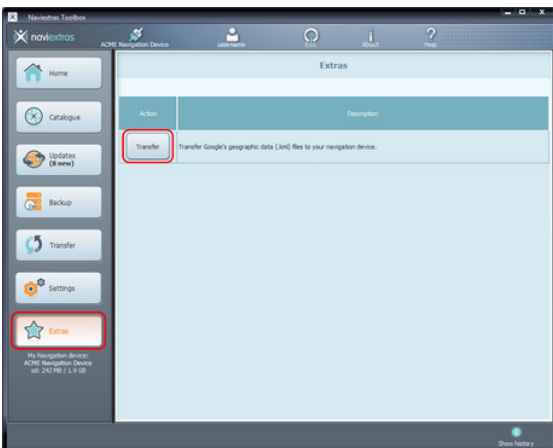 Naviextras Toolbox
naviextras
ACME Navigation Device
username
Exit
About
Help
Home
Catalogue
Updates
(8 new)
Backup
Transfer
Settings
Extras
My Navigation device:
ACME Navigation Device
sd: 242 MB / 1.9 GB
Extras
Action
Description
Transfer
Transfer Google's geographic data (.kml) files to your navigation device.
Show history